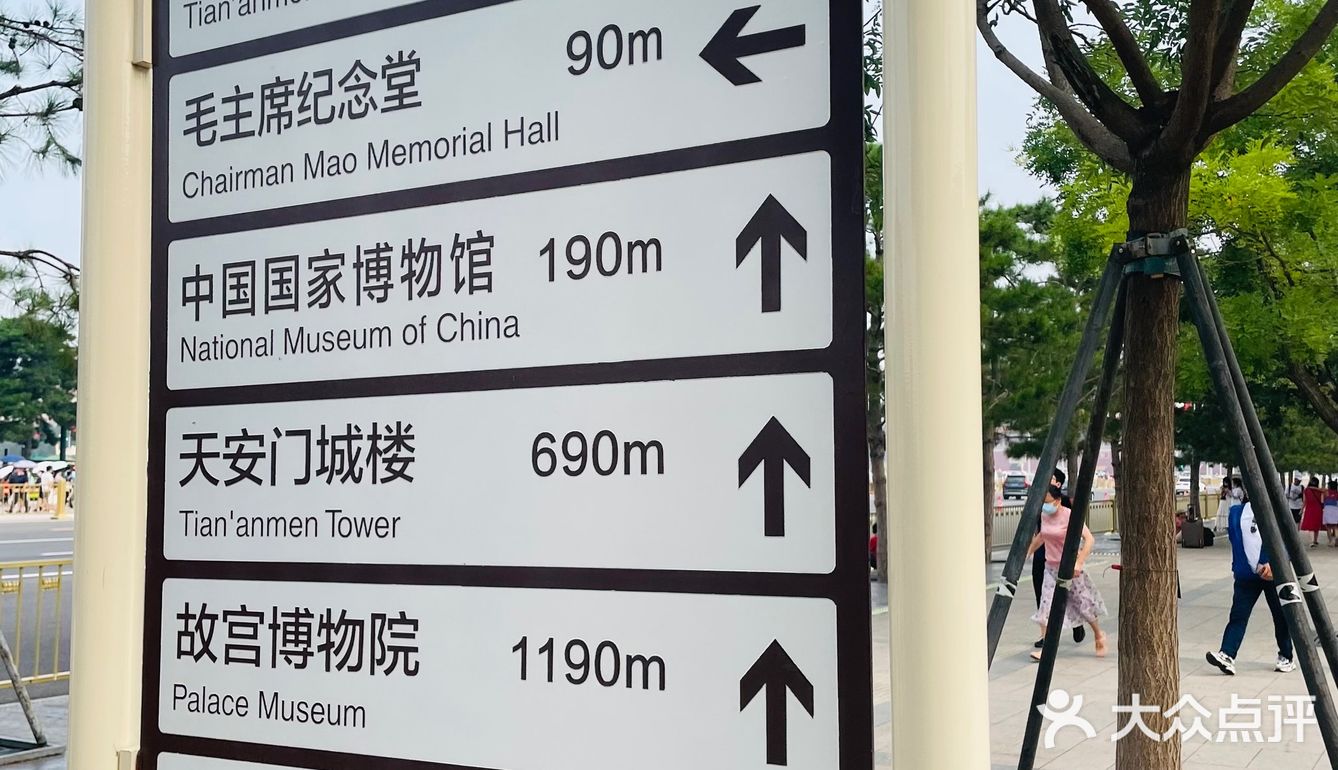 Tian'anmen
90m
毛主席纪念堂
Chairman Mao Memorial Hall
中国国家博物馆 190m
National Museum of China
天安门城楼 690m
Tian'anmen Tower
故宫博物院 1190m
Palace Museum
大众点评